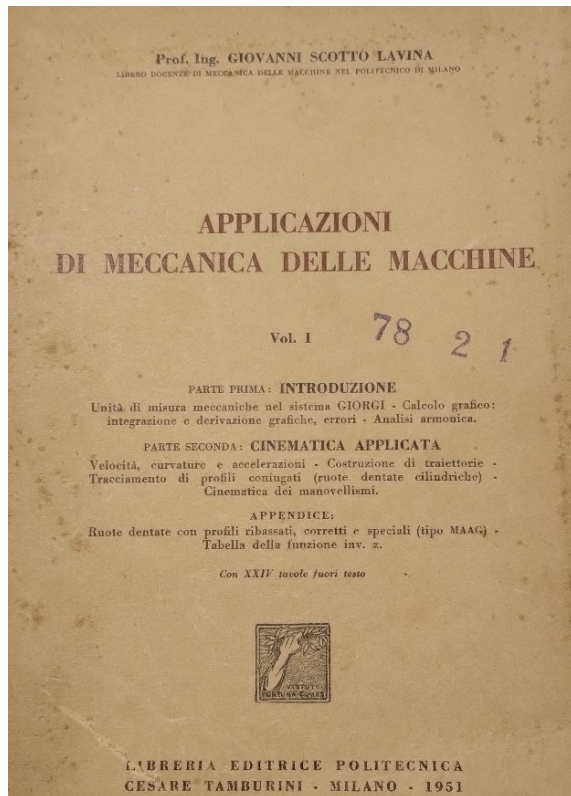 Prof. Ing. GIOVANNI SCOTTO LAVINA
LIBERO DOCENTE DI MECCANICA DELLE MACCHINE NEL POLITECNICO DI MILANO
APPLICAZIONI
DI MECCANICA DELLE MACCHINE
Vol. I
78 2 1
PARTE PRIMA: INTRODUZIONE
Unità di misura meccaniche nel sistema GIORGI - Calcolo grafico:
integrazione e derivazione grafiche, errori - Analisi armonica.
PARTE SECONDA: CINEMATICA APPLICATA
Velocità, curvature e accelerazioni - Costruzione di traiettorie -
Tracciamento di profili coniugati (ruote dentate cilindriche) -
Cinematica dei manovellismi.
APPENDICE:
Ruote dentate con profili ribassati, corretti e speciali (tipo MAAG) -
Tabella della funzione inv. α.
Con XXIV tavole fuori testo
VIRTUTE
FORTUNA COMES
LIBRERIA EDITRICE POLITECNICA
CESARE TAMBURINI - MILANO - 1951